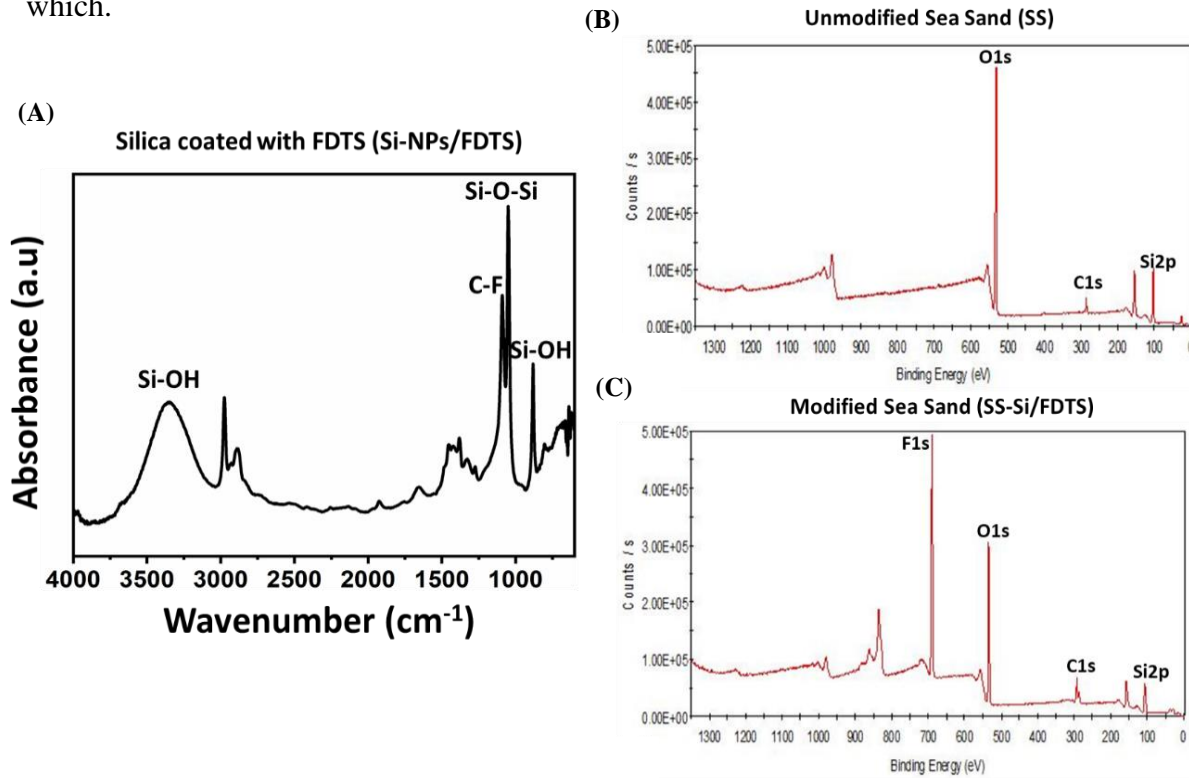 which.
(A)
Silica coated with FDTS (Si-NPs/FDTS)
Absorbance (a.u)
Si-O-Si
C-F
Si-OH
Si-OH
4000 3500 3000 2500 2000 1500 1000
Wavenumber (cm-1)
(B)
Unmodified Sea Sand (SS)
Counts / s
5.00E+05
4.00E+05
3.00E+05
2.00E+05
1.00E+05
0.00E+00
O1s
C1s
Si2p
1300 1200 1000 900 800 700 600 500 400 300 200 100 0
Binding Energy (eV)
(C)
Modified Sea Sand (SS-Si/FDTS)
Counts / s
5.00E+05
4.00E+05
3.00E+05
2.00E+05
1.00E+05
0.00E+00
F1s
O1s
C1s
Si2p
1300 1200 1000 900 800 700 600 500 400 300 200 100 0
Binding Energy (eV)